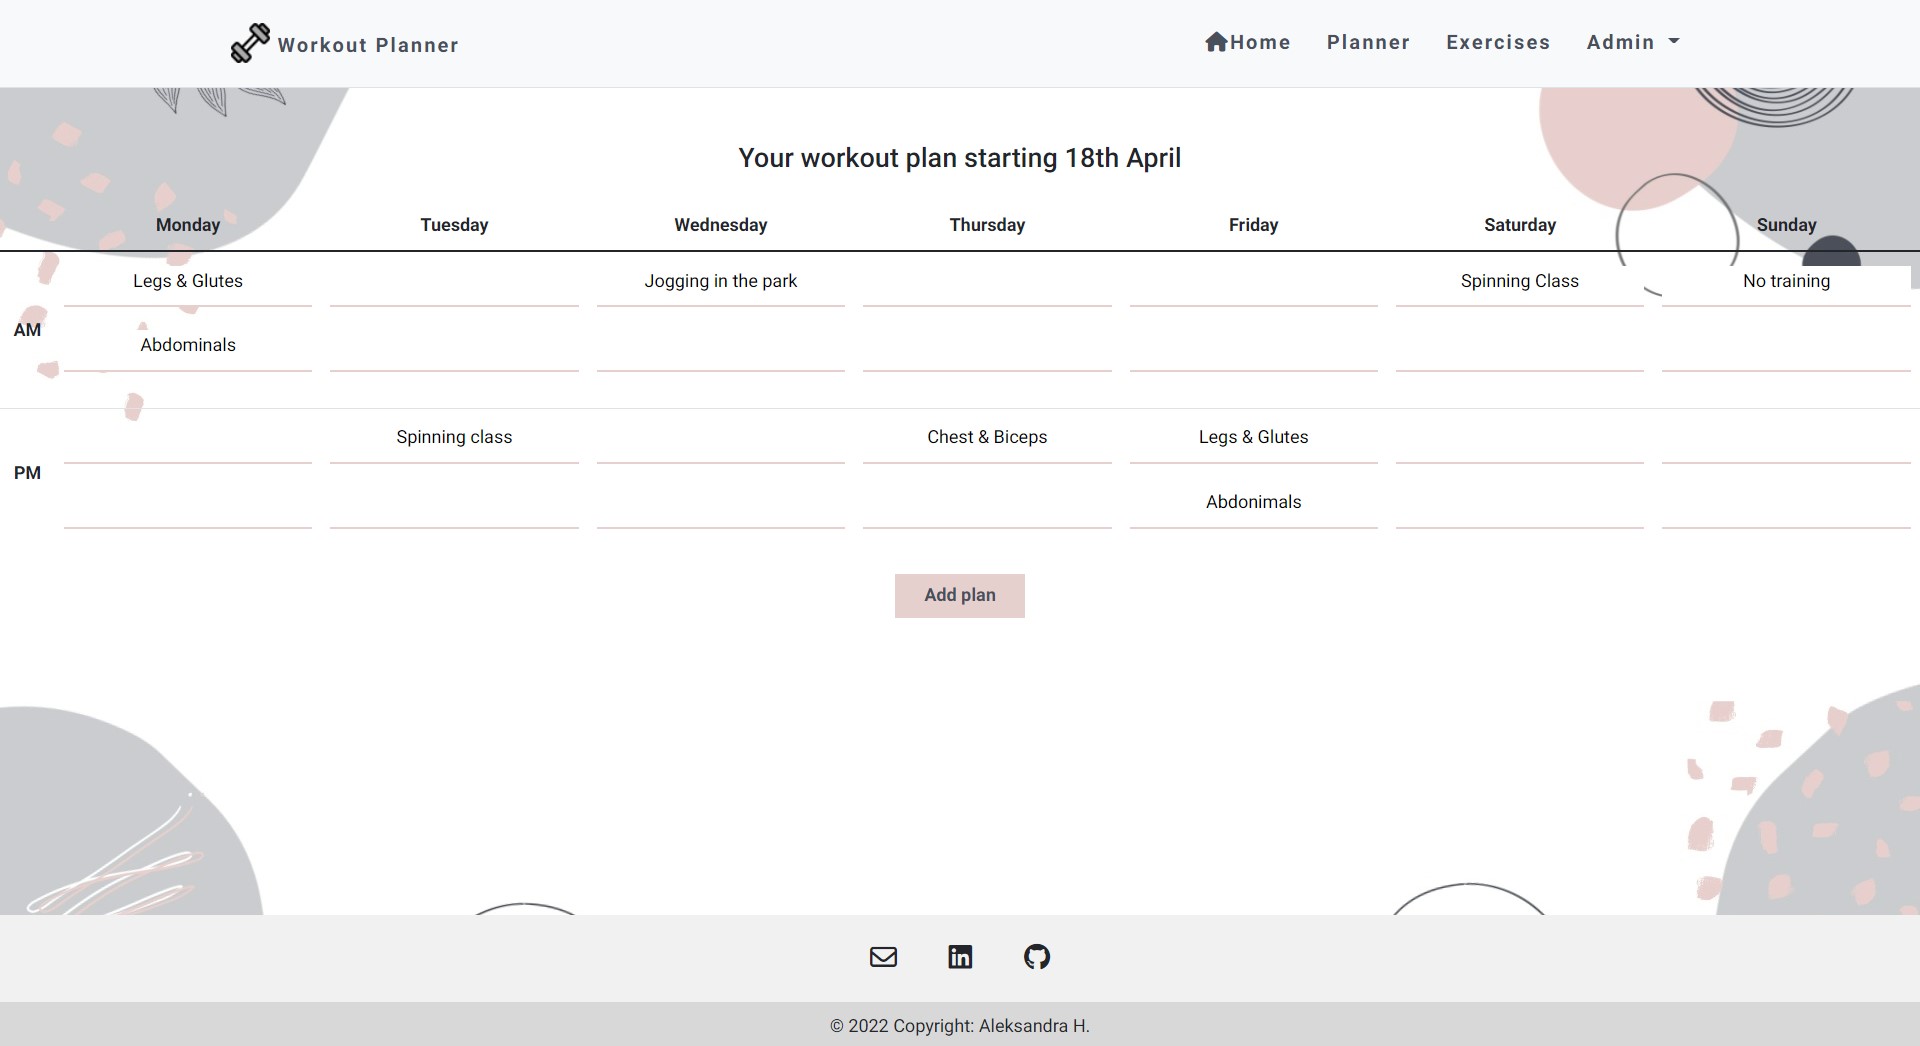 Workout Planner
Home Planner Exercises Admin
Your workout plan starting 18th April
Monday Tuesday Wednesday Thursday Friday Saturday Sunday
AM
Legs & Glutes Jogging in the park Spinning Class No training
Abdominals
PM
Spinning class Chest & Biceps Legs & Glutes
Abdonimals
Add plan
in
© 2022 Copyright: Aleksandra H.